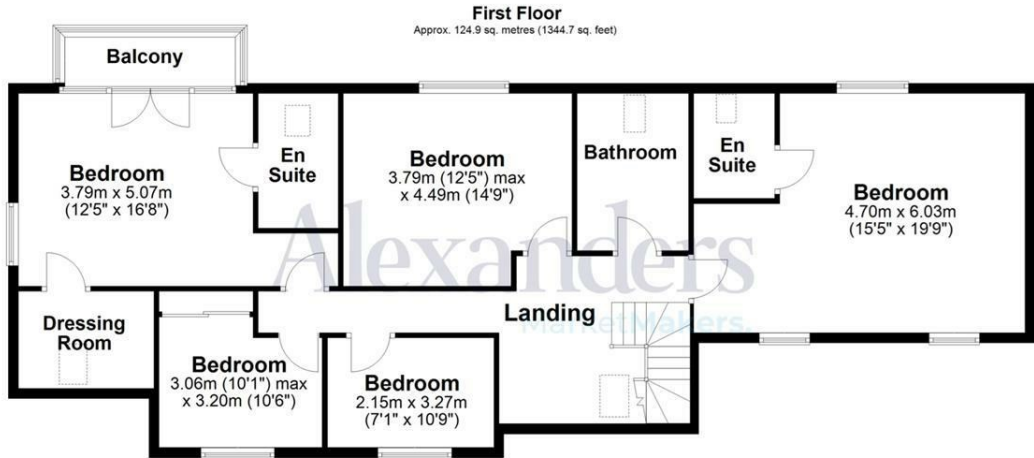 First Floor
Approx. 124.9 sq. metres (1344.7 sq. feet)
Balcony
Bedroom
3.79m x 5.07m
(12'5" x 16'8")
En
Suite
Bedroom
3.79m (12'5") max
x 4.49m (14'9")
Bathroom
En
Suite
Bedroom
4.70m x 6.03m
(15'5" x 19'9")
Alexanders
MarketMakers.
Landing
Dressing
Room
Bedroom
3.06m (10'1") max
x 3.20m (10'6")
Bedroom
2.15m x 3.27m
(7'1" x 10'9")